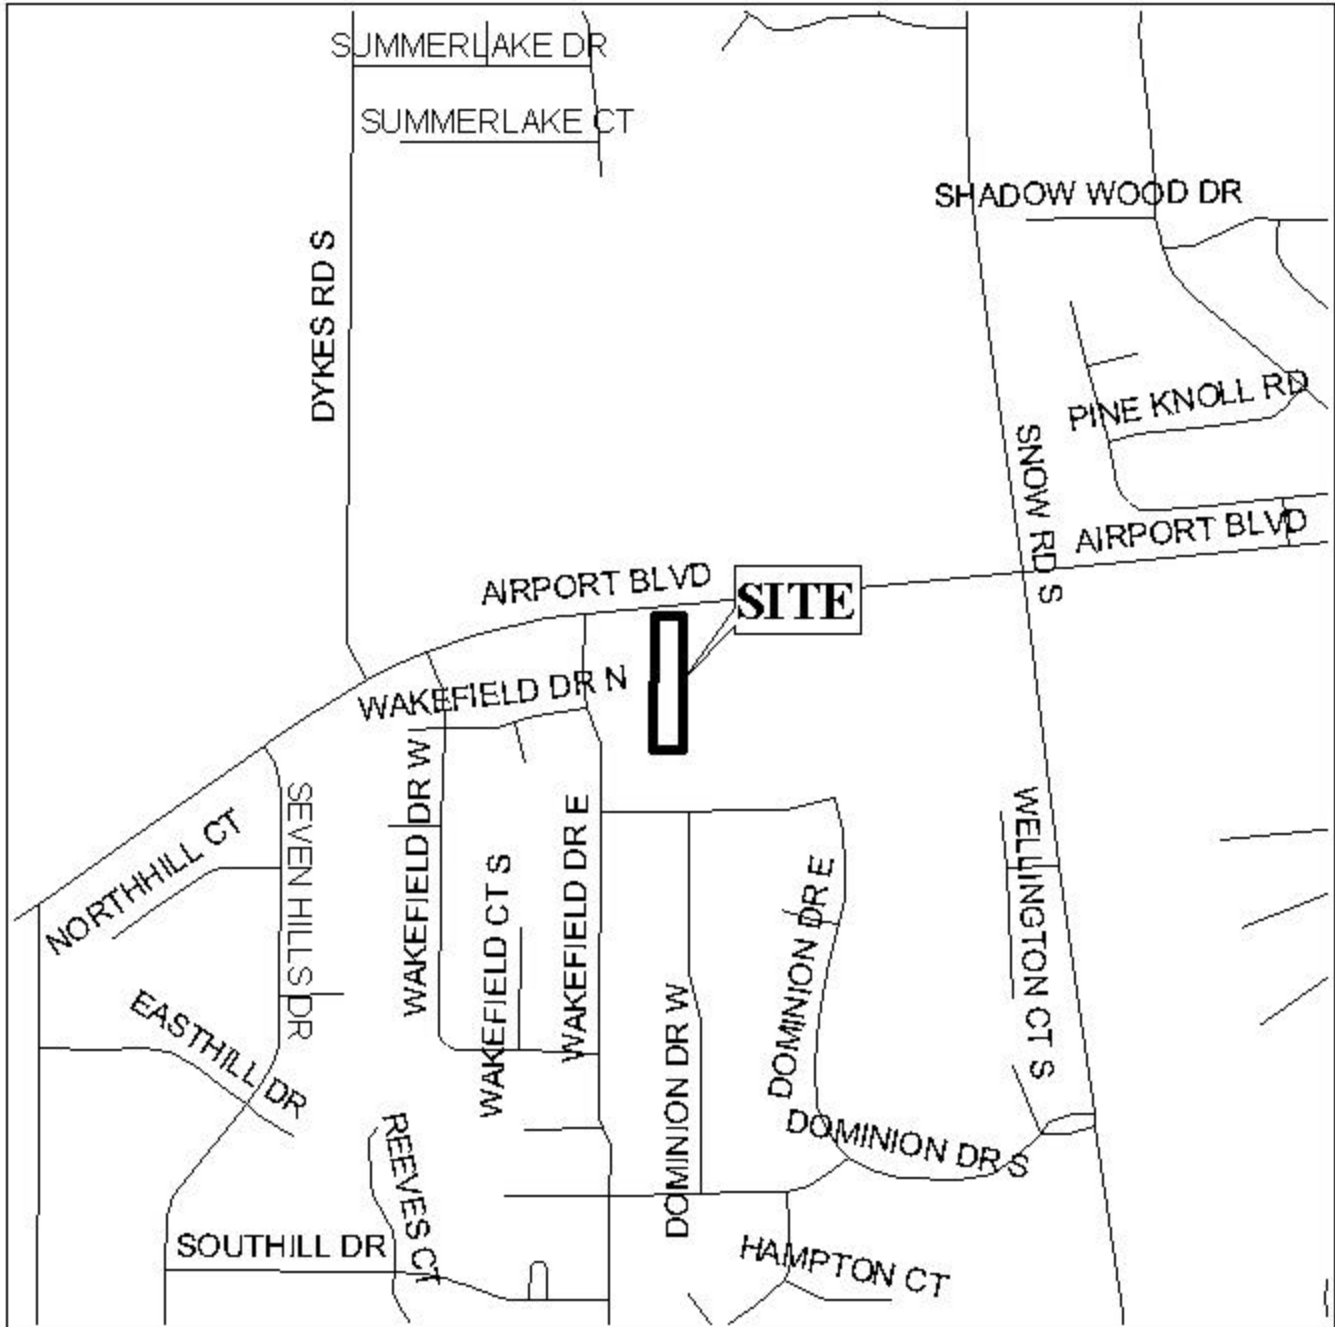 SUMMERLAKE DR
SUMMERLAKE CT
SHADOW WOOD DR
DYKES RD S
PINE KNOLL RD
SNOW RD S
AIRPORT BLVD
AIRPORT BLVD
SITE
WAKEFIELD DR N
WAKEFIELD DR W
SEVEN HILLS DR
NORTHHILL CT
WAKEFIELD CT S
WAKEFIELD DR E
DOMINION DR E
WELLINGTON CT S
EASTHILL DR
DOMINION DR W
REEVES CT
DOMINION DR S
SOUTHILL DR
HAMPTON CT